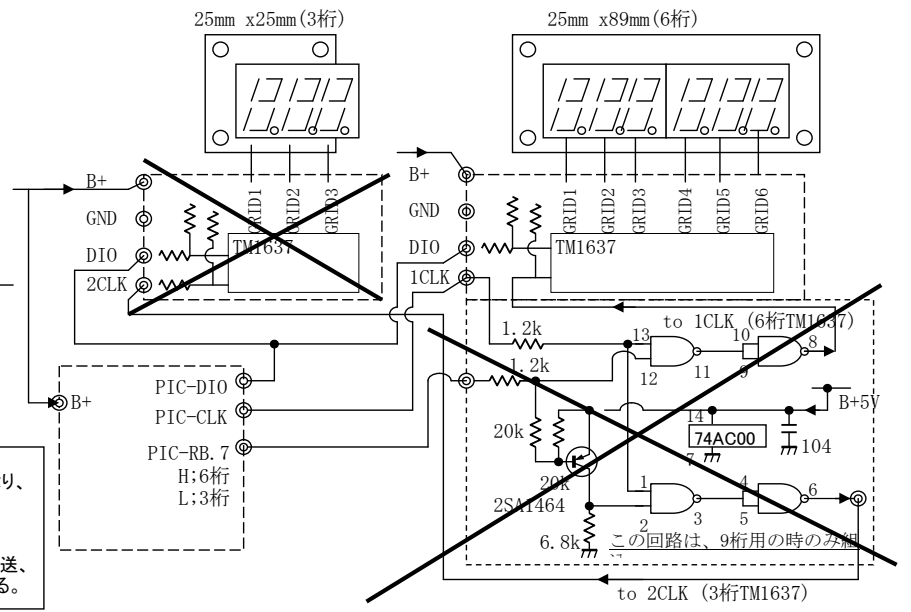 25mm x25mm(3桁)
25mm x89mm(6桁)
B+
GND
DIO
2CLK
GRID1
GRID2
GRID3
TM1637
B+
GND
DIO
1CLK
GRID1
GRID2
GRID3
GRID4
GRID5
GRID6
TM1637
to 1CLK (6桁TM1637)
1.2k
13
12
11
10
9
8
1.2k
B+
PIC-DIO
PIC-CLK
PIC-RB.7
H;6桁
L;3桁
20k
20k
2SA1464
6.8k
14
74AC00
7
104
B+5V
1
2
3
4
5
6
この回路は、9桁用の時のみ組
to 2CLK (3桁TM1637)
り、
送、
る。